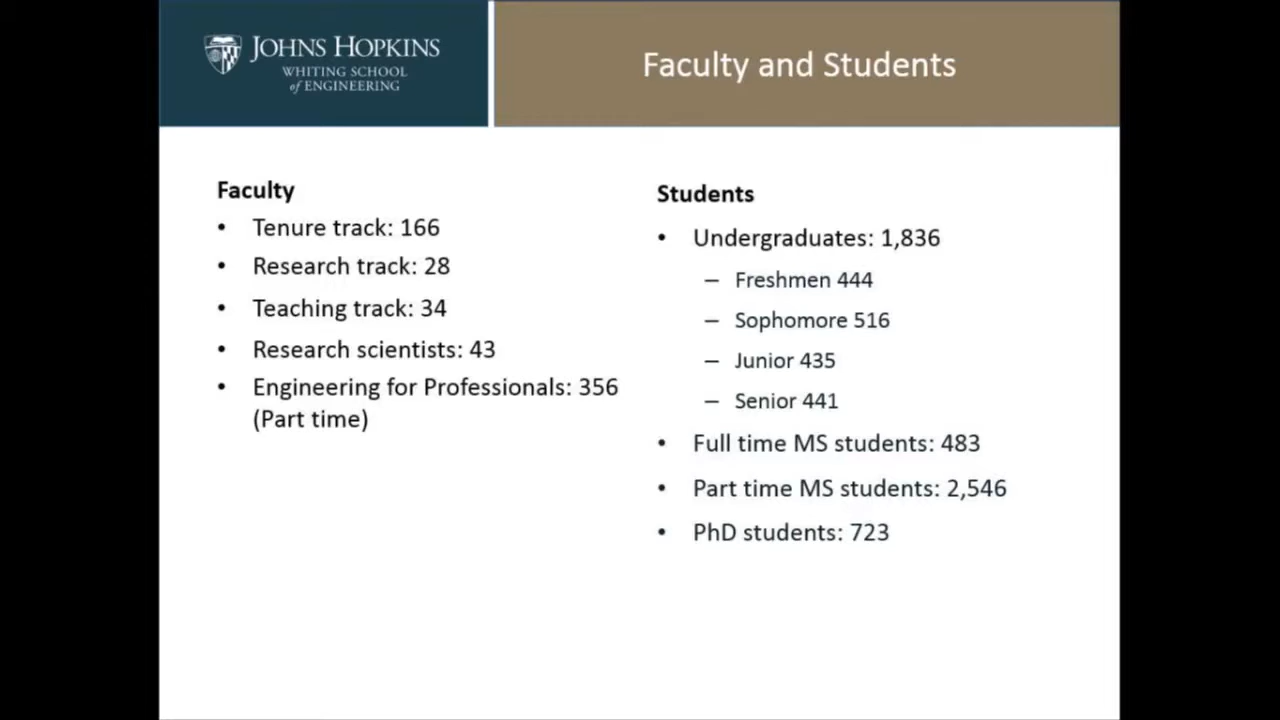 JOHNS HOPKINS
WHITING SCHOOL
of ENGINEERING
Faculty and Students
Faculty
• Tenure track: 166
• Research track: 28
• Teaching track: 34
• Research scientists: 43
• Engineering for Professionals: 356
(Part time)
Students
• Undergraduates: 1,836
– Freshmen 444
– Sophomore 516
– Junior 435
– Senior 441
• Full time MS students: 483
• Part time MS students: 2,546
• PhD students: 723